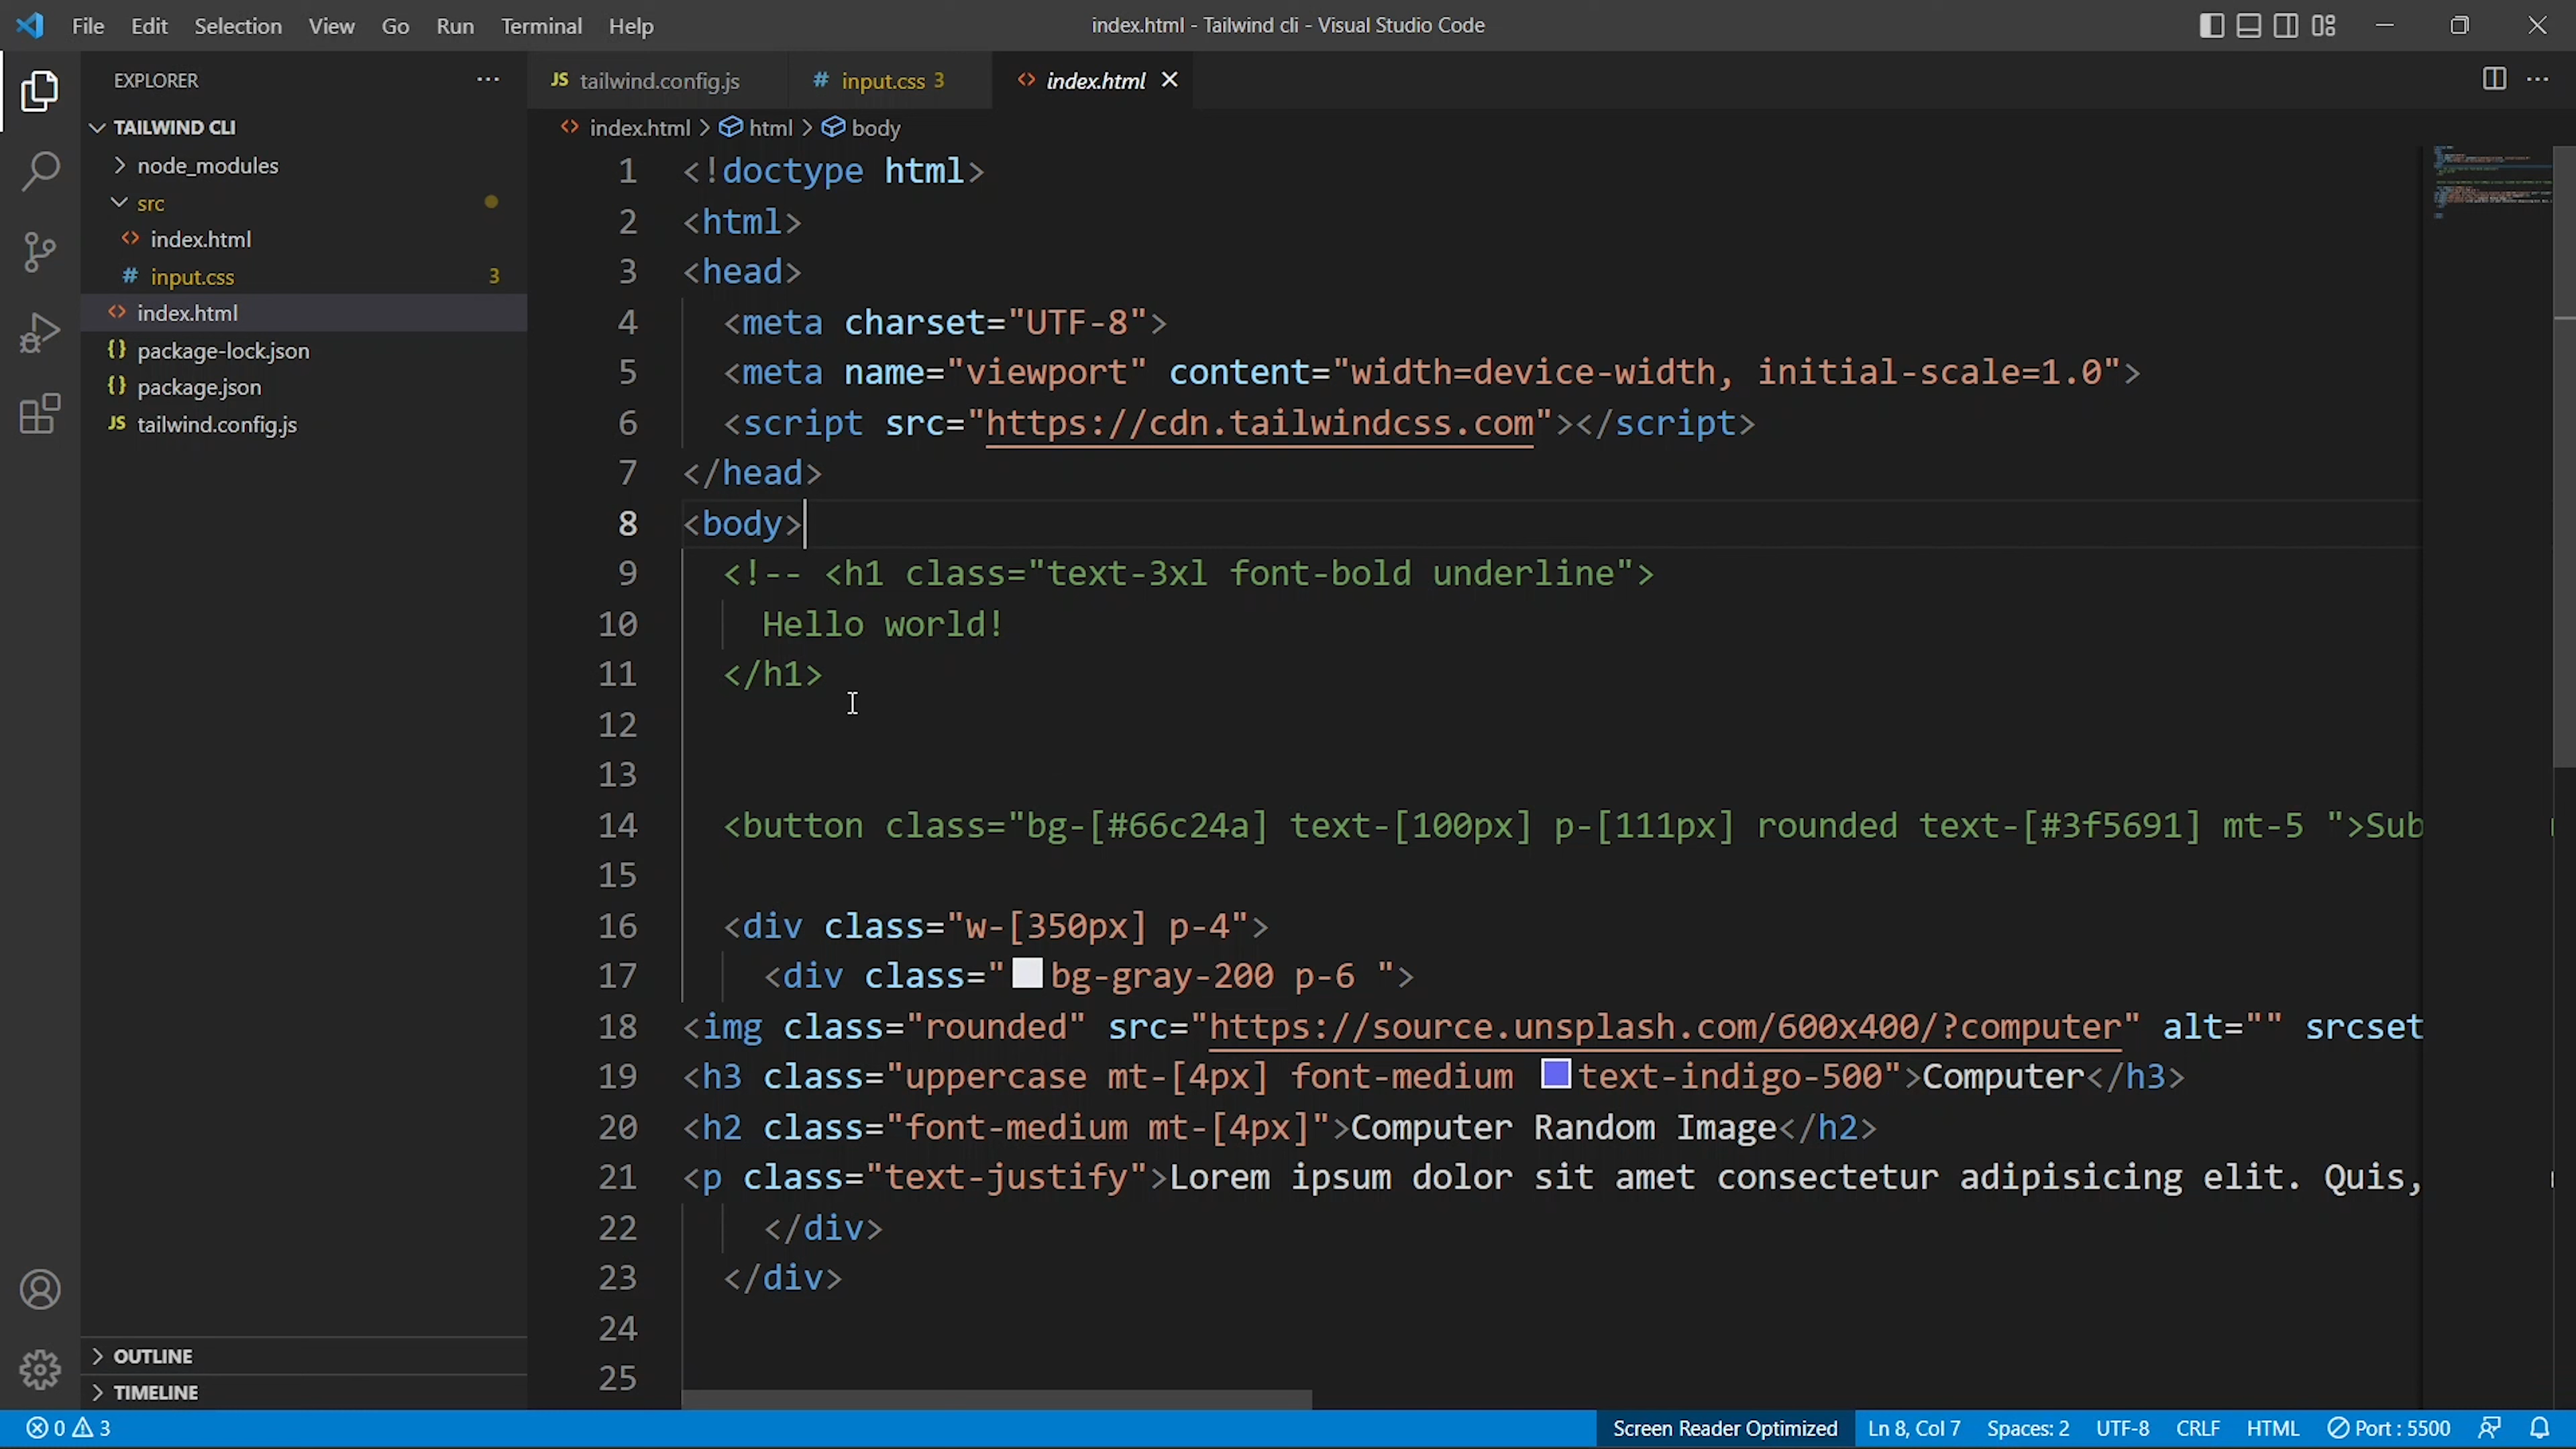 File Edit Selection View Go Run Terminal Help index.html - Tailwind cli - Visual Studio Code
EXPLORER
TAILWIND CLI
node_modules
src
index.html
# input.css 3
index.html
{} package-lock.json
{} package.json
JS tailwind.config.js
OUTLINE
TIMELINE
JS tailwind.config.js # input.css 3 index.html
index.html > html > body
1 <!doctype html>
2 <html>
3 <head>
4 <meta charset="UTF-8">
5 <meta name="viewport" content="width=device-width, initial-scale=1.0">
6 <script src="https://cdn.tailwindcss.com"></script>
7 </head>
8 <body>
9 <!-- <h1 class="text-3xl font-bold underline">
10 Hello world!
11 </h1>
12
13
14 <button class="bg-[#66c24a] text-[100px] p-[111px] rounded text-[#3f5691] mt-5 ">Sub
15
16 <div class="w-[350px] p-4">
17 <div class="bg-gray-200 p-6 ">
18 <img class="rounded" src="https://source.unsplash.com/600x400/?computer" alt="" srcset
19 <h3 class="uppercase mt-[4px] font-medium text-indigo-500">Computer</h3>
20 <h2 class="font-medium mt-[4px]">Computer Random Image</h2>
21 <p class="text-justify">Lorem ipsum dolor sit amet consectetur adipisicing elit. Quis,
22 </div>
23 </div>
24
25
0 3 Screen Reader Optimized Ln 8, Col 7 Spaces: 2 UTF-8 CRLF HTML Port : 5500